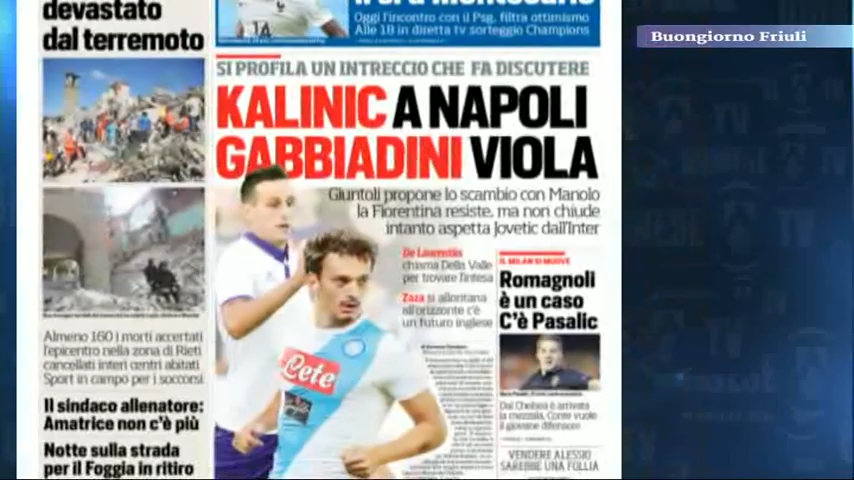 devastato
dal terremoto
Oggi l'incontro con il Psg, filtra ottimismo
Alle 18 in diretta tv sorteggio Champions
Buongiorno Friuli
SI PROFILA UN INTRECCIO CHE FA DISCUTERE
KALINIC A NAPOLI
GABBIADINI VIOLA
Giuntoli propone lo scambio con Manolo
la Fiorentina resiste, ma non chiude
intanto aspetta Jovetic dall'Inter
De Laurentiis
chiama Della Valle
per trovare l'intesa
Zaza si allontana
all'orizzonte c'è
un futuro inglese
IL MILAN SI MUOVE
Romagnoli
è un caso
C'è Pasalic
Dal Chelsea è arrivata
la mezzala, Conte vuole
il giovane difensore
VENDERE ALESSIO
SAREBBE UNA FOLLIA
Almeno 160 i morti accertati
l'epicentro nella zona di Rieti
cancellati interi centri abitati
Sport in campo per i soccorsi
Il sindaco allenatore:
Amatrice non c'è più
Notte sulla strada
per il Foggia in ritiro
Lete
14